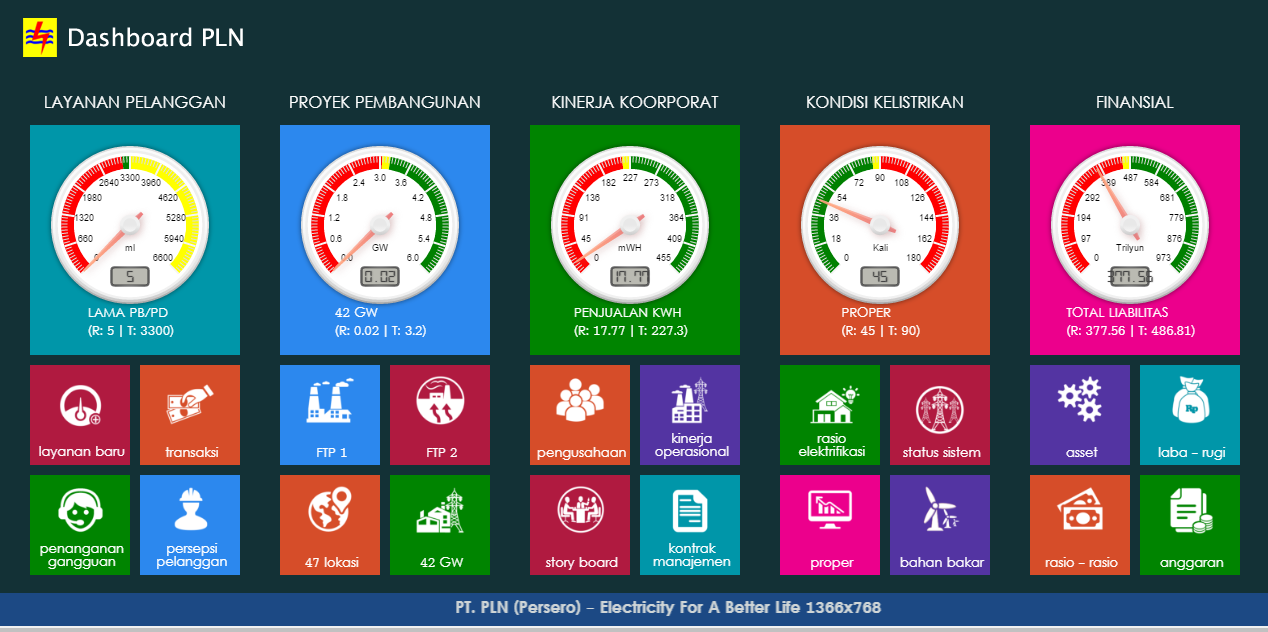 Dashboard PLN
LAYANAN PELANGGAN
PROYEK PEMBANGUNAN
KINERJA KOORPORAT
KONDISI KELISTRIKAN
FINANSIAL
0
660
1320
1980
2640
3300
3960
4620
5280
5940
6600
ml
5
LAMA PB/PD
(R: 5 | T: 3300)
0.0
0.6
1.2
1.8
2.4
3.0
3.6
4.2
4.8
5.4
6.0
GW
0.02
42 GW
(R: 0.02 | T: 3.2)
0
45
91
136
182
227
273
318
364
409
455
mWH
17.77
PENJUALAN KWH
(R: 17.77 | T: 227.3)
0
18
36
54
72
90
108
126
144
162
180
Kali
45
PROPER
(R: 45 | T: 90)
0
97
194
292
389
487
584
681
779
876
973
Trilyun
377.56
TOTAL LIABILITAS
(R: 377.56 | T: 486.81)
layanan baru
transaksi
FTP 1
FTP 2
pengusahaan
kinerja
operasional
rasio
elektrifikasi
status sistem
asset
Rp
laba – rugi
penanganan
gangguan
persepsi
pelanggan
47 lokasi
42 GW
story board
kontrak
manajemen
proper
bahan bakar
rasio – rasio
anggaran
PT. PLN (Persero) – Electricity For A Better Life 1366x768